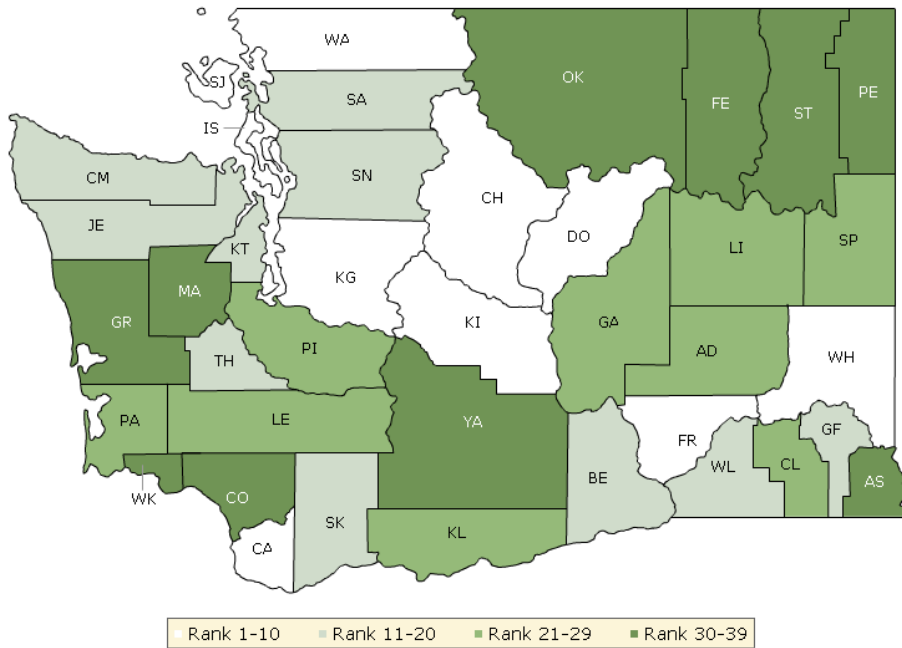 WA
OK
SJ
FE
ST
PE
SA
IS
CM
SN
CH
JE
KT
DO
SP
LI
MA
KG
GR
KI
GA
PI
TH
AD
WH
PA
LE
YA
FR
GF
WL
CL
BE
AS
WK
CO
SK
KL
CA
Rank 1-10 Rank 11-20 Rank 21-29 Rank 30-39